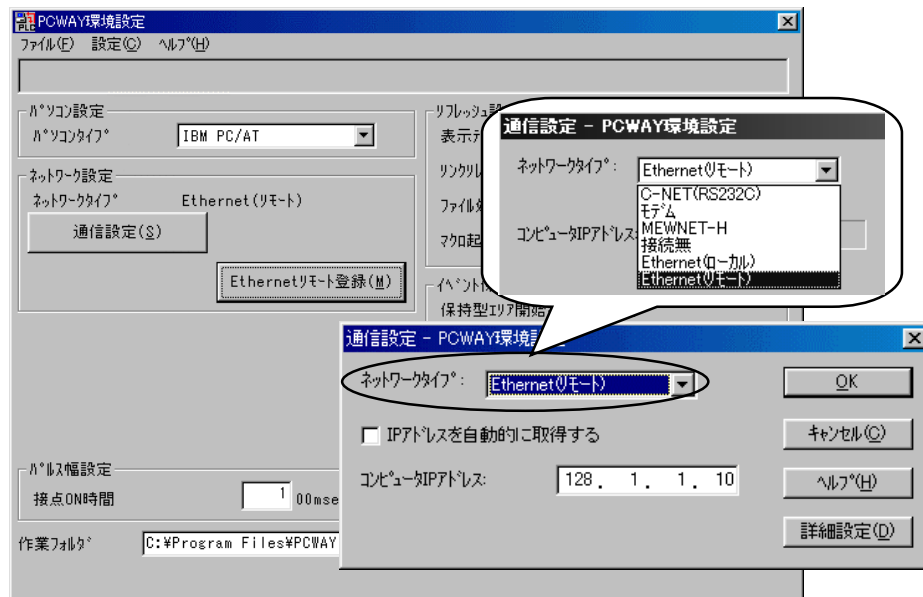 PCWAY環境設定
ファイル(F) 設定(C) ヘルプ(H)
パソコン設定
パソコンタイプ IBM PC/AT
ネットワーク設定
ネットワークタイプ Ethernet(リモート)
通信設定(S)
Ethernetリモート登録(M)
リフレッシュ設
表示デ
リンクリレ
ファイル
マクロ起
イベント
保持型エリア開始
通信設定 - PCWAY環境設定
ネットワークタイプ: Ethernet(リモート)
C-NET(RS232C)
モデム
MEWNET-H
接続無
Ethernet(ローカル)
Ethernet(リモート)
コンピュータIPアドレス
通信設定 - PCWAY環境
ネットワークタイプ: Ethernet(リモート)
OK
IPアドレスを自動的に取得する
キャンセル(C)
コンピュータIPアドレス: 128. 1. 1. 10
ヘルプ(H)
詳細設定(D)
パルス幅設定
接点ON時間 1 00mse
作業フォルダ C:¥Program Files¥PCWAY